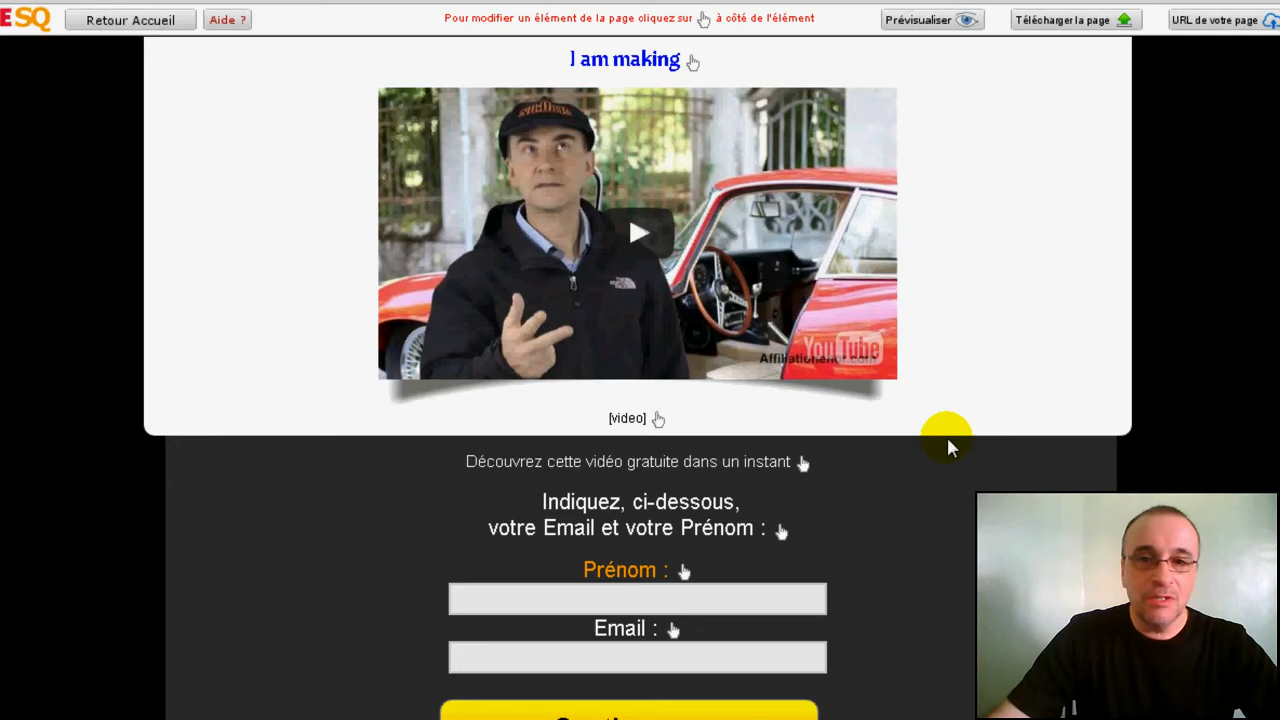 ESQ
Retour Accueil
Aide ?
Pour modifier un élément de la page cliquez sur à côté de l'élément
Prévisualiser
Télécharger la page
URL de votre page
I am making
YouTube
[video]
Découvrez cette vidéo gratuite dans un instant
Indiquez, ci-dessous,
votre Email et votre Prénom :
Prénom :
Email :